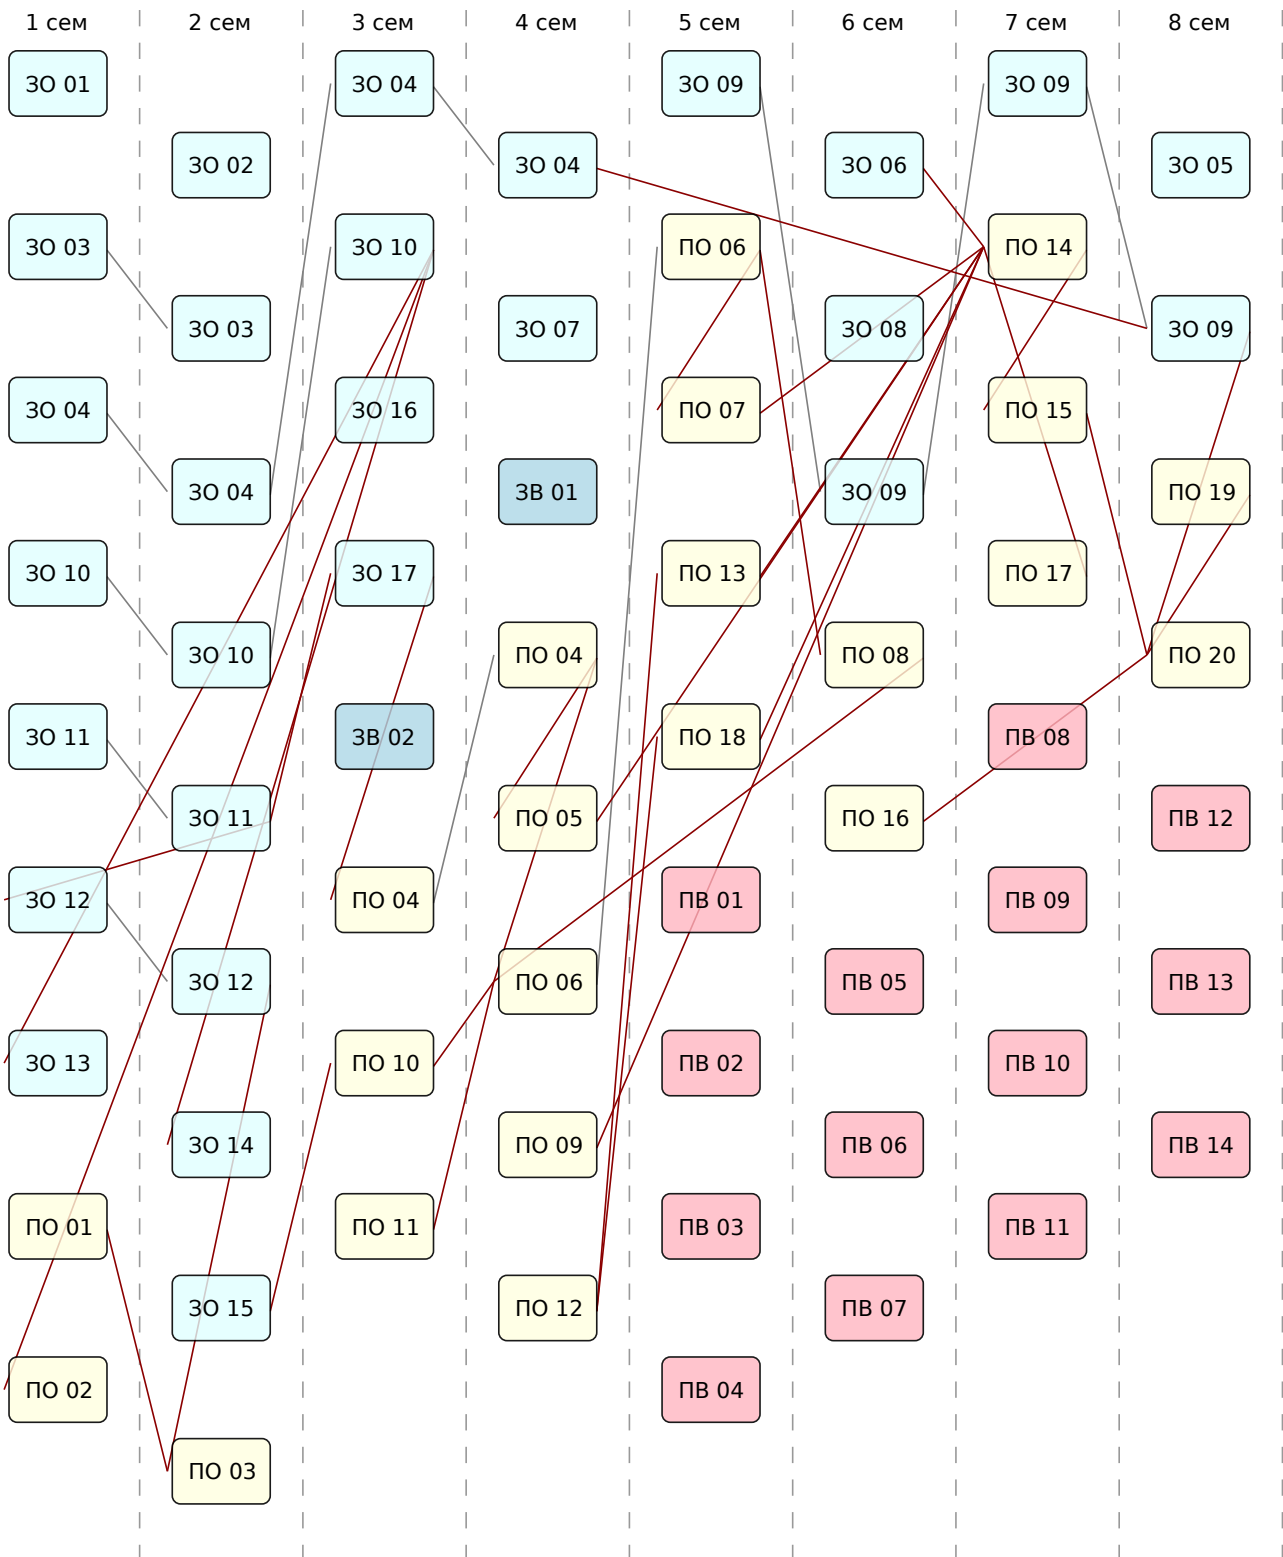 1 сем 2 сем 3 сем 4 сем 5 сем 6 сем 7 сем 8 сем
ЗО 01 ЗО 04 ЗО 09 ЗО 09
ЗО 02 ЗО 04 ЗО 06 ЗО 05
ЗО 03 ЗО 10 ПО 06 ПО 14
ЗО 03 ЗО 07 ЗО 08 ЗО 09
ЗО 04 ЗО 16 ПО 07 ПО 15
ЗО 04 ЗВ 01 ЗО 09 ПО 19
ЗО 10 ЗО 17 ПО 13 ПО 17
ЗО 10 ПО 04 ПО 08 ПО 20
ЗО 11 ЗВ 02 ПО 18 ПВ 08
ЗО 11 ПО 05 ПО 16 ПВ 12
ЗО 12 ПО 04 ПВ 01 ПВ 09
ЗО 12 ПО 06 ПВ 05 ПВ 13
ЗО 13 ПО 10 ПВ 02 ПВ 10
ЗО 14 ПО 09 ПВ 06 ПВ 14
ПО 01 ПО 11 ПВ 03 ПВ 11
ЗО 15 ПО 12 ПВ 07
ПО 02 ПВ 04
ПО 03